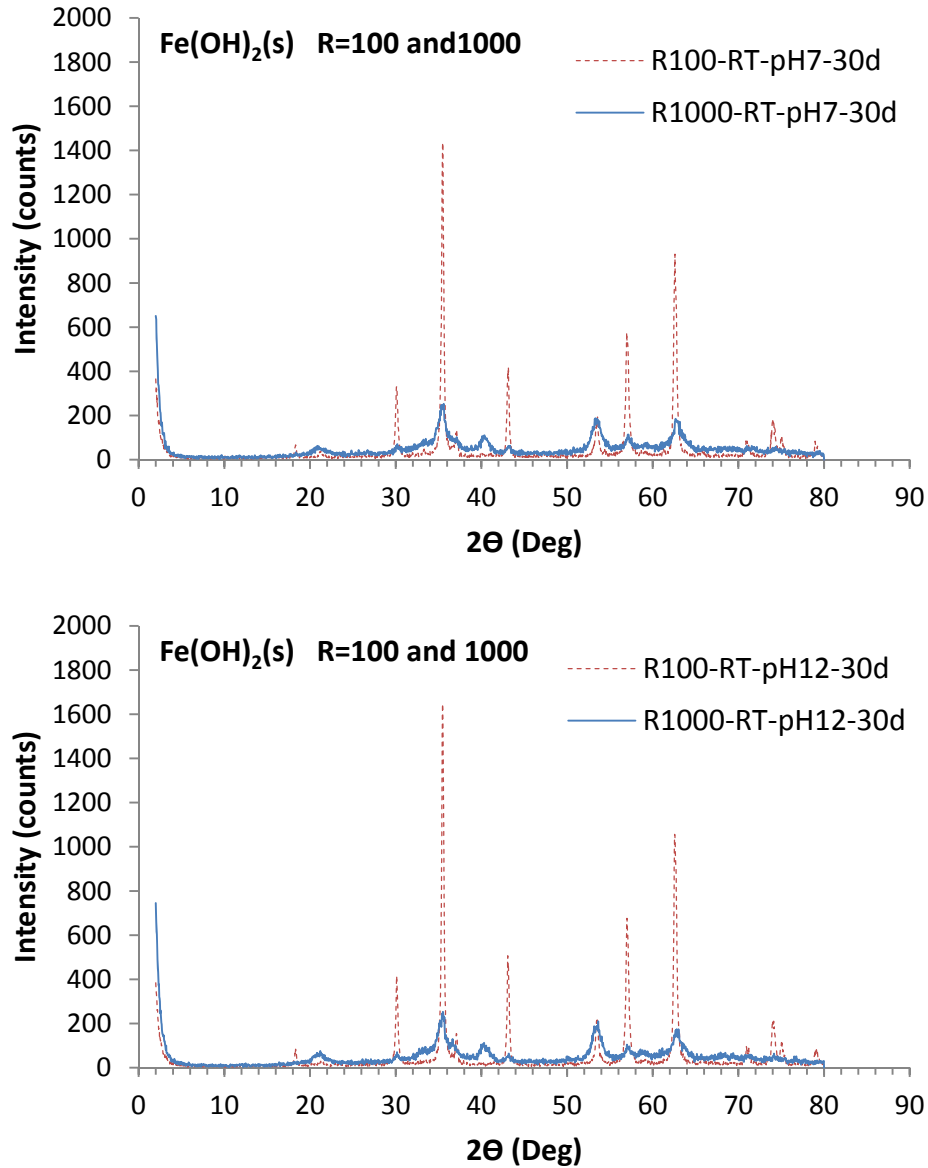 Fe(OH)2(s) R=100 and1000
R100-RT-pH7-30d
R1000-RT-pH7-30d
Intensity (counts)
2000
1800
1600
1400
1200
1000
800
600
400
200
0
0 10 20 30 40 50 60 70 80 90
2ϴ (Deg)
Fe(OH)2(s) R=100 and 1000
R100-RT-pH12-30d
R1000-RT-pH12-30d
Intensity (counts)
2000
1800
1600
1400
1200
1000
800
600
400
200
0
0 10 20 30 40 50 60 70 80 90
2ϴ (Deg)